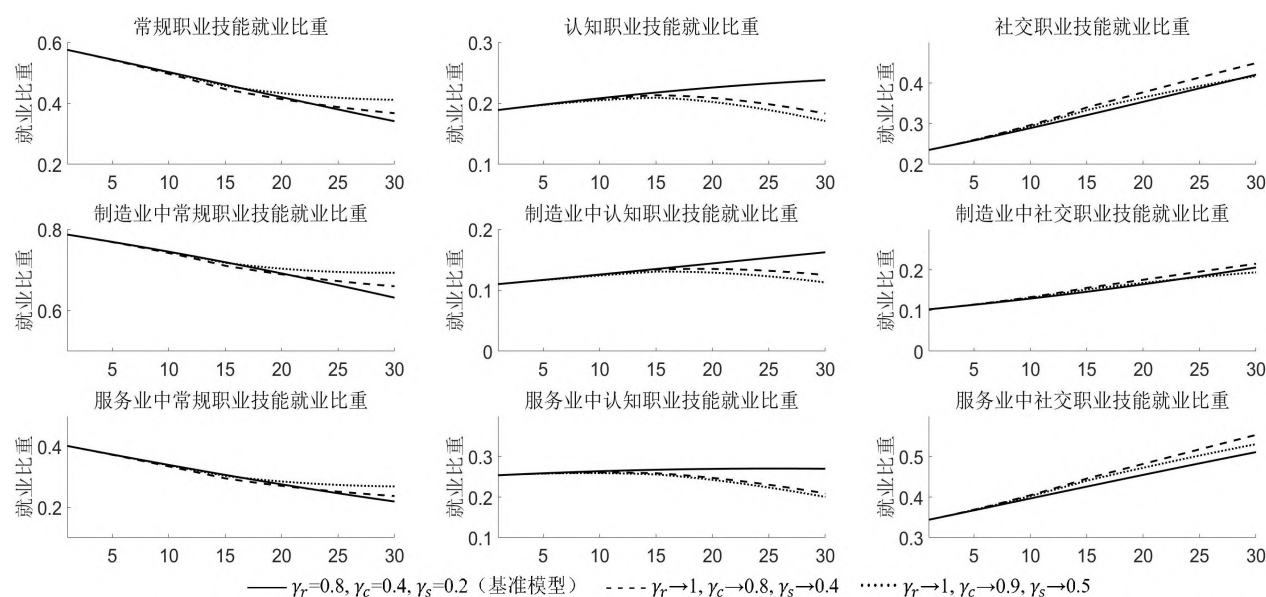 常规职业技能就业比重
认知职业技能就业比重
社交职业技能就业比重
就业比重
0.6
0.4
0.2
5 10 15 20 25 30
就业比重
0.3
0.2
0.1
5 10 15 20 25 30
就业比重
0.4
0.3
0.2
5 10 15 20 25 30
制造业中常规职业技能就业比重
制造业中认知职业技能就业比重
制造业中社交职业技能就业比重
就业比重
0.8
0.6
5 10 15 20 25 30
就业比重
0.2
0.1
0
5 10 15 20 25 30
就业比重
0.2
0.1
0
5 10 15 20 25 30
服务业中常规职业技能就业比重
服务业中认知职业技能就业比重
服务业中社交职业技能就业比重
就业比重
0.4
0.2
5 10 15 20 25 30
就业比重
0.3
0.2
0.1
5 10 15 20 25 30
就业比重
0.5
0.4
0.3
5 10 15 20 25 30
γr=0.8, γc=0.4, γs=0.2（基准模型） γr→1, γc→0.8, γs→0.4 γr→1, γc→0.9, γs→0.5